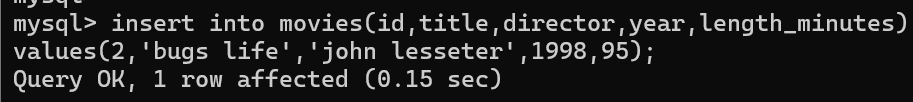 mysql> insert into movies(id,title,director,year,length_minutes)
values(2,'bugs life','john lesseter',1998,95);
Query OK, 1 row affected (0.15 sec)